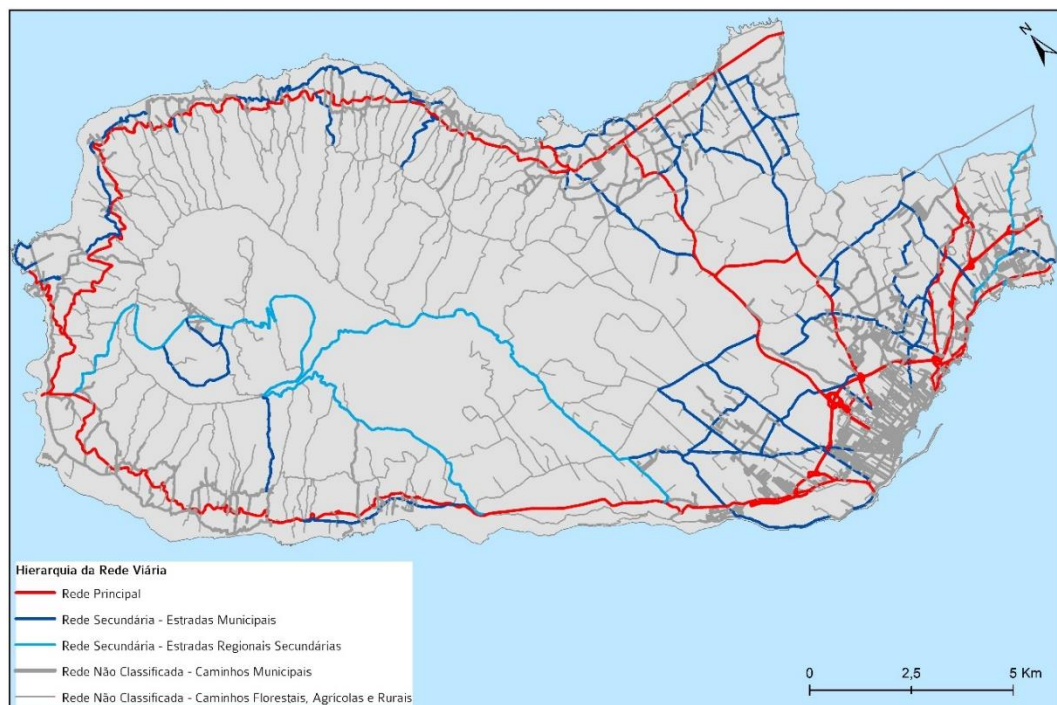 N
Hierarquia da Rede Viária
Rede Principal
Rede Secundária - Estradas Municipais
Rede Secundária - Estradas Regionais Secundárias
Rede Não Classificada - Caminhos Municipais
Rede Não Classificada - Caminhos Florestais, Agrícolas e Rurais
0 2,5 5 Km